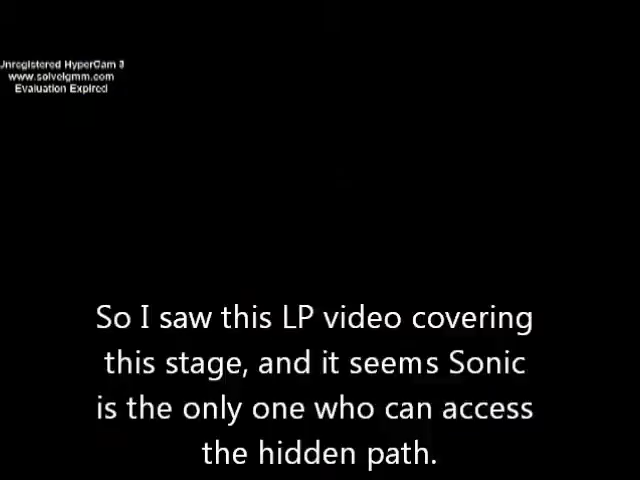 Unregistered HyperCam 3
www.solveigmm.com
Evaluation Expired
So I saw this LP video covering
this stage, and it seems Sonic
is the only one who can access
the hidden path.